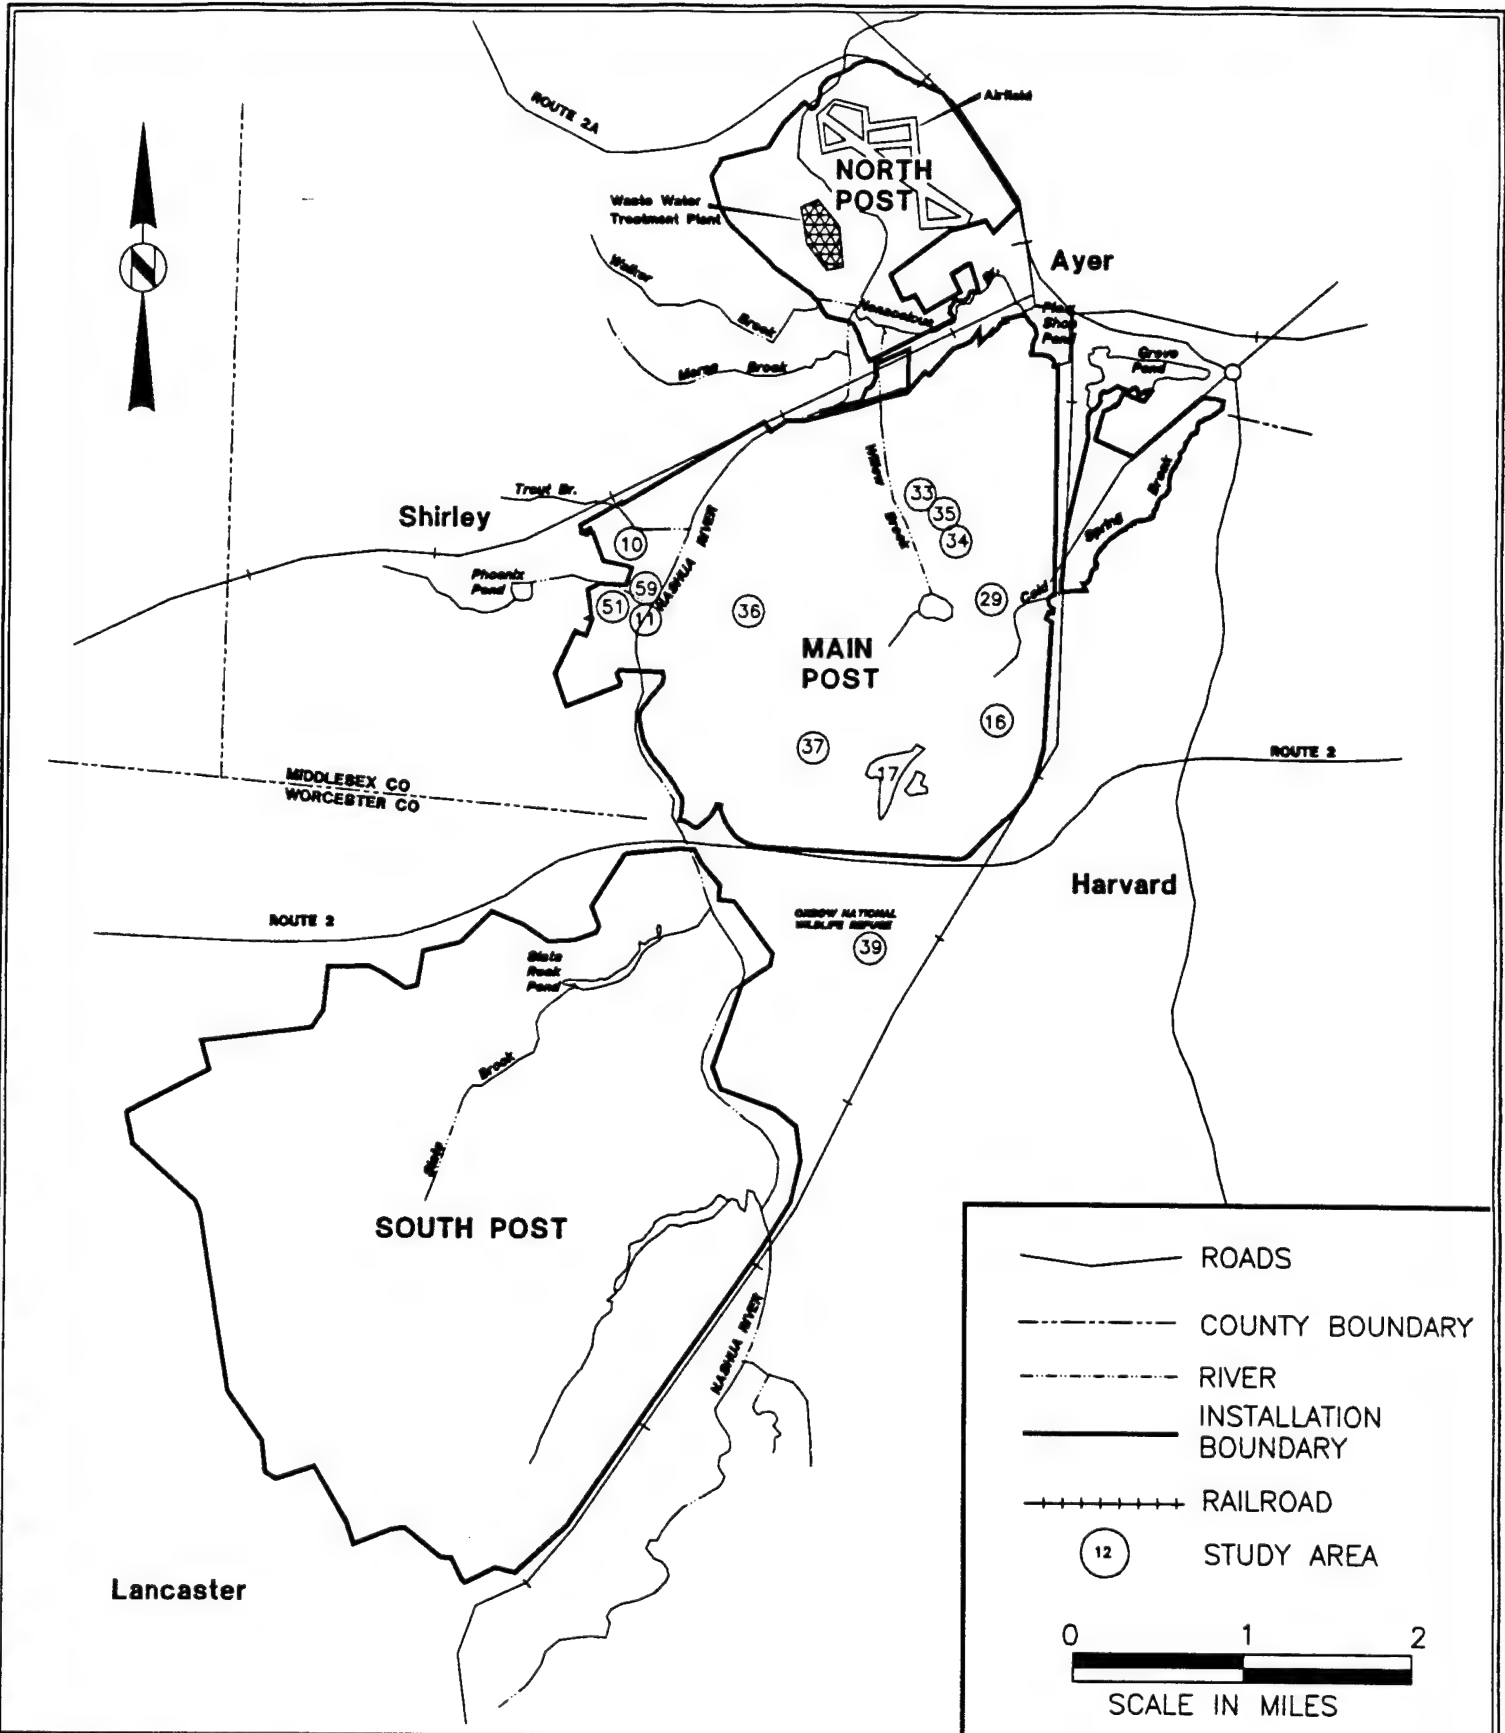 ROUTE 2A
Airfield
NORTH
POST
Waste Water
Treatment Plant
Ayer
Walker
Brook
Nonacoicus
Br.
Plow
Shop
Pond
Grove
Pond
Morse Brook
Willow
Brook
Trout Br.
Shirley
NASHUA RIVER
33
35
34
10
Spring
Brook
Phoenix
Pond
59
51
11
36
29
Cold
MAIN
POST
16
37
17
ROUTE 2
MIDDLESEX CO
WORCESTER CO
Harvard
ROUTE 2
OXBOW NATIONAL
WILDLIFE REFUGE
39
Slate
Rock
Pond
Brook
Slate
SOUTH POST
NASHUA RIVER
Lancaster
ROADS
COUNTY BOUNDARY
RIVER
INSTALLATION
BOUNDARY
RAILROAD
12
STUDY AREA
0 1 2
SCALE IN MILES